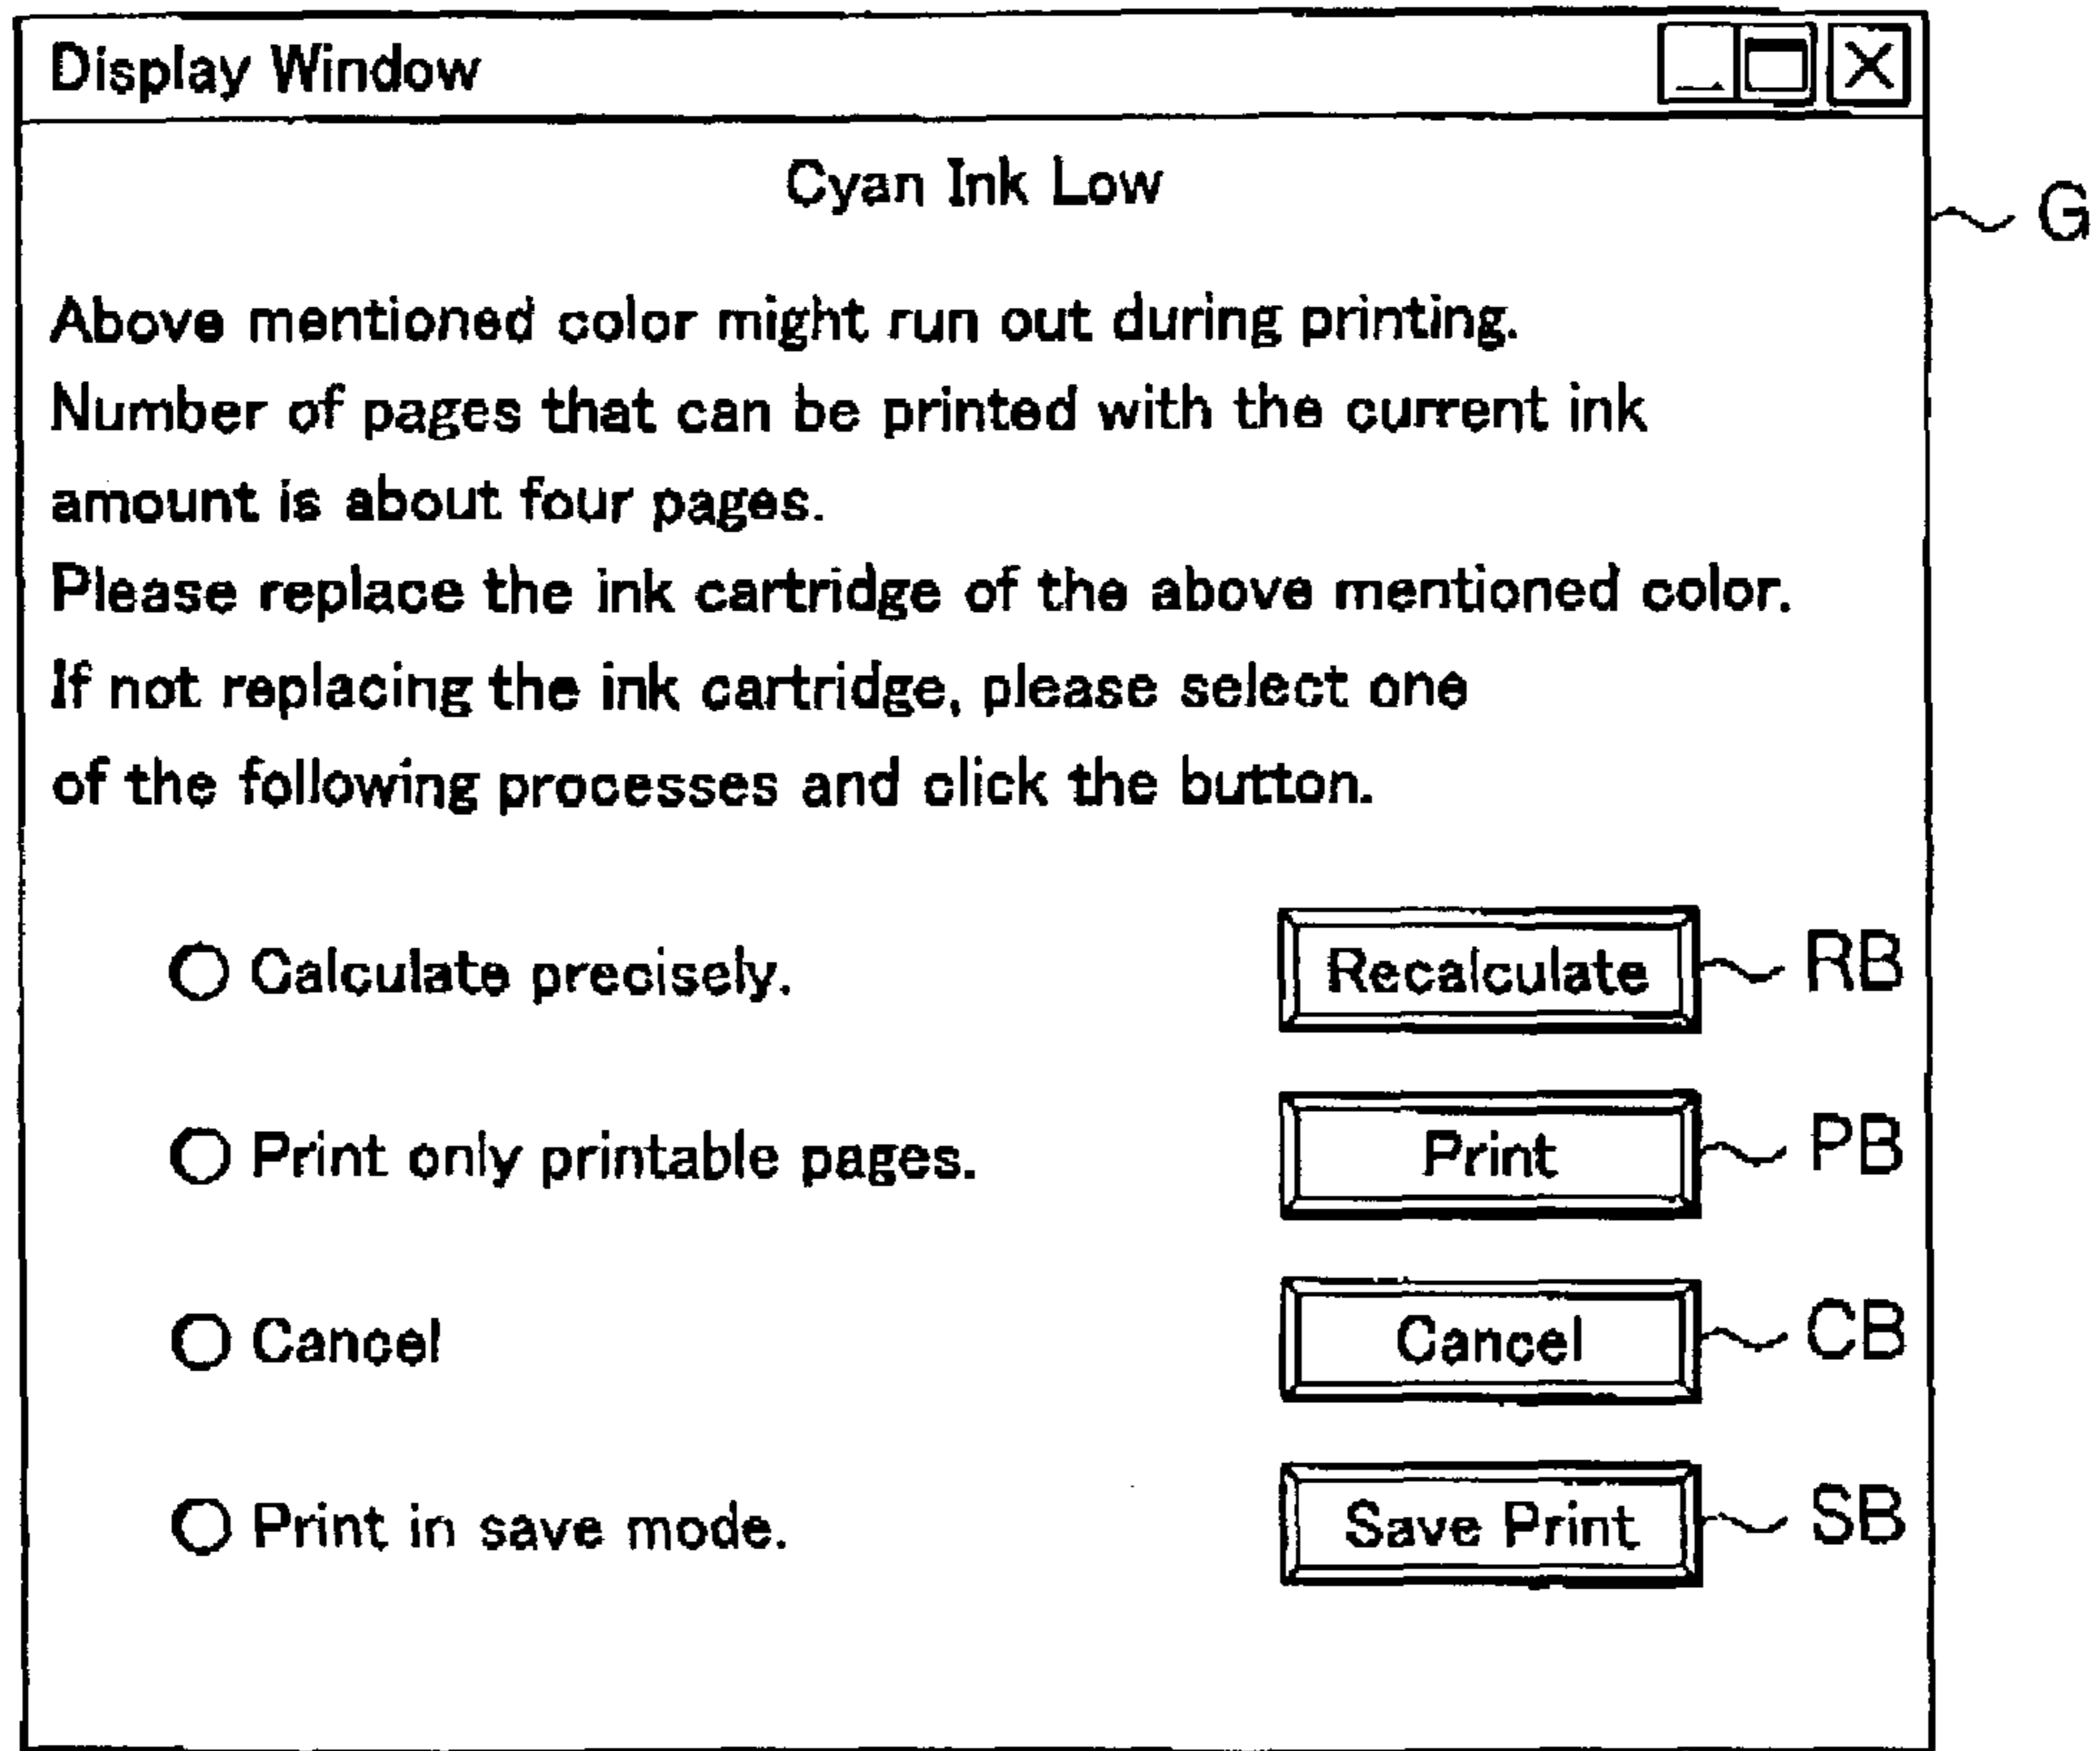 Display Window
Cyan Ink Low
G
Above mentioned color might run out during printing.
Number of pages that can be printed with the current ink
amount is about four pages.
Please replace the ink cartridge of the above mentioned color.
If not replacing the ink cartridge, please select one
of the following processes and click the button.
Calculate precisely. Recalculate RB
Print only printable pages. Print PB
Cancel Cancel CB
Print in save mode. Save Print SB